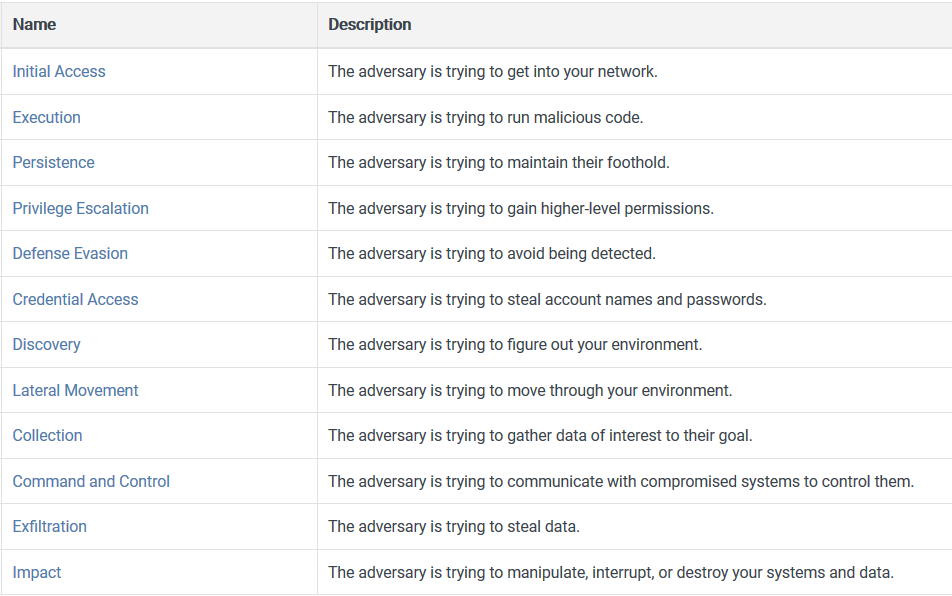 Name Description
Initial Access The adversary is trying to get into your network.
Execution The adversary is trying to run malicious code.
Persistence The adversary is trying to maintain their foothold.
Privilege Escalation The adversary is trying to gain higher-level permissions.
Defense Evasion The adversary is trying to avoid being detected.
Credential Access The adversary is trying to steal account names and passwords.
Discovery The adversary is trying to figure out your environment.
Lateral Movement The adversary is trying to move through your environment.
Collection The adversary is trying to gather data of interest to their goal.
Command and Control The adversary is trying to communicate with compromised systems to control them.
Exfiltration The adversary is trying to steal data.
Impact The adversary is trying to manipulate, interrupt, or destroy your systems and data.